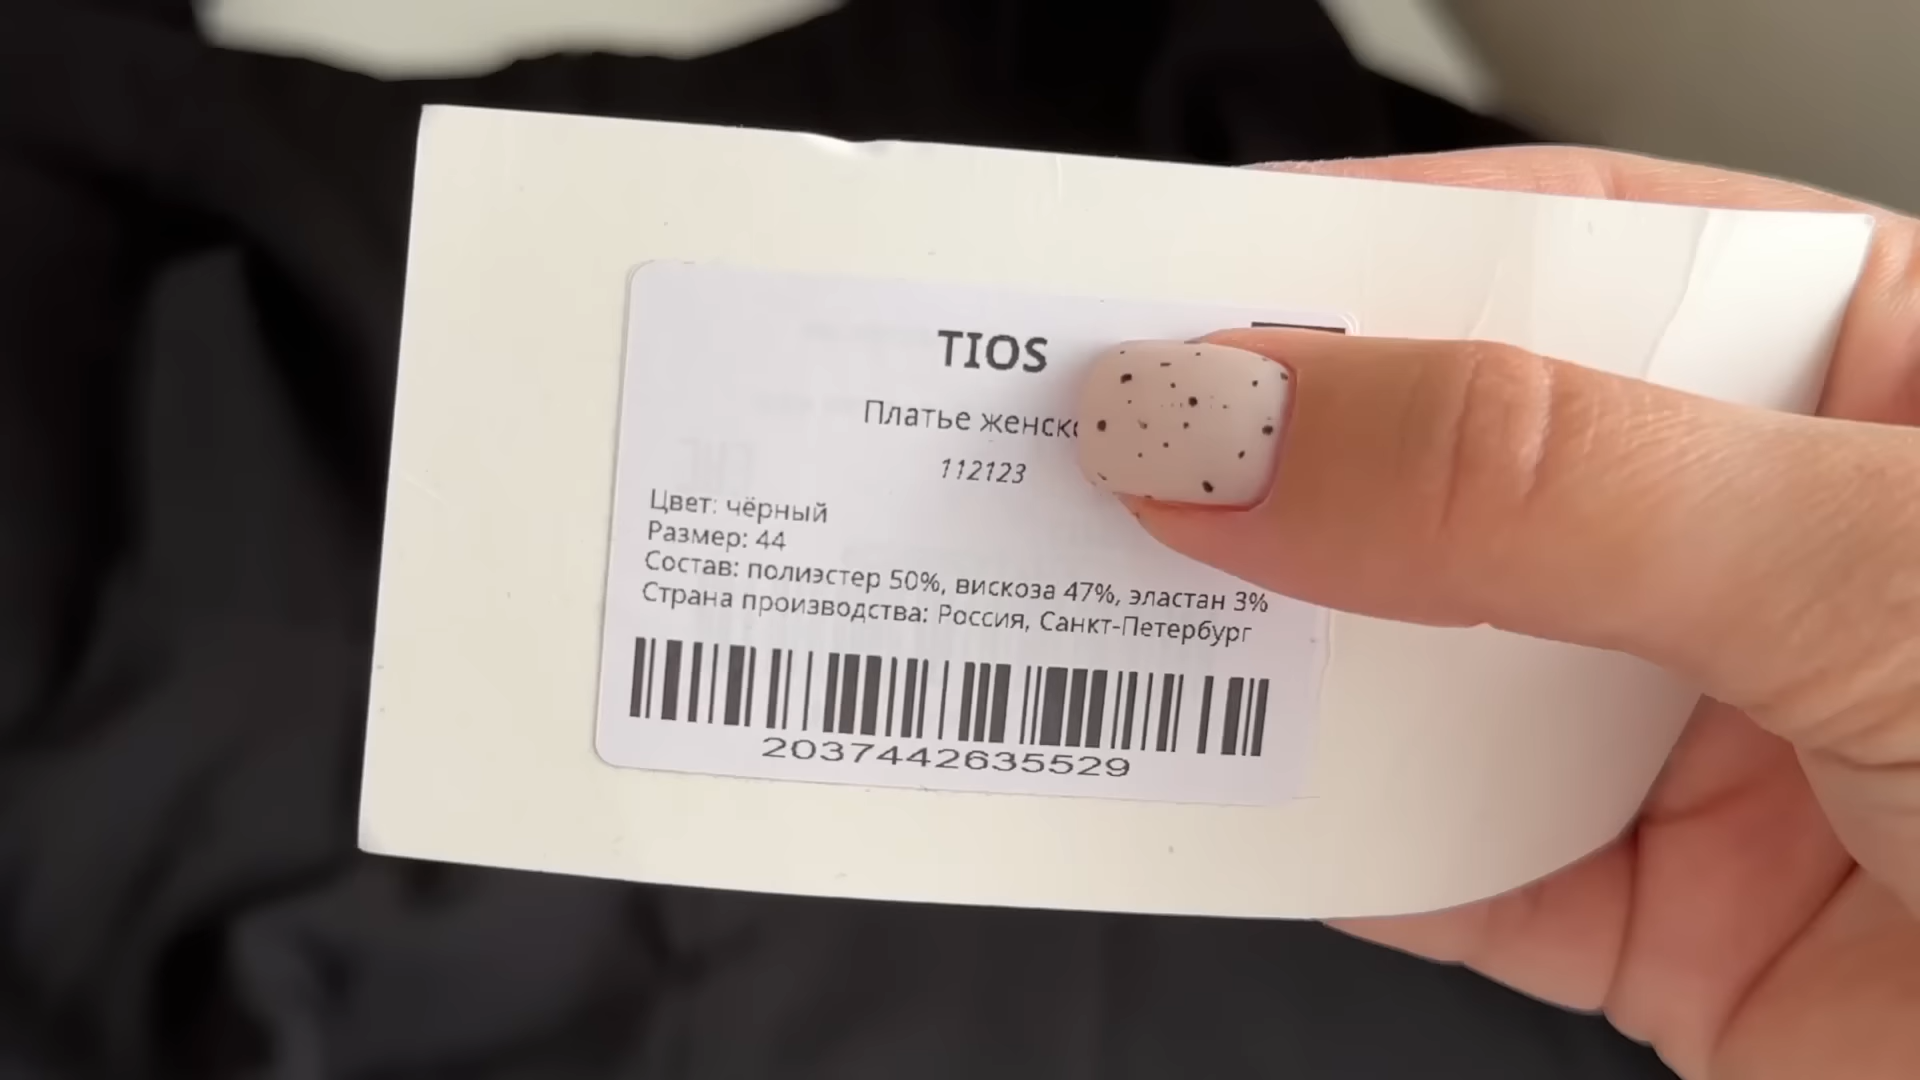 TIOS
Платье
112123
Цвет: чёрный
Размер: 44
Состав: полиэстер 50%, вискоза 47%, эластан 3%
Страна производства: Россия, Санкт-Петербург
2037442635529